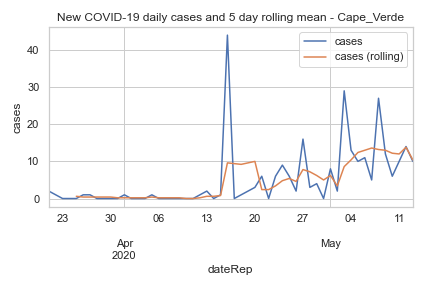 New COVID-19 daily cases and 5 day rolling mean - Cape_Verde
cases
cases (rolling)
cases
40
30
20
10
0
23 30 06 13 20 27 04 11
Apr May
2020
dateRep